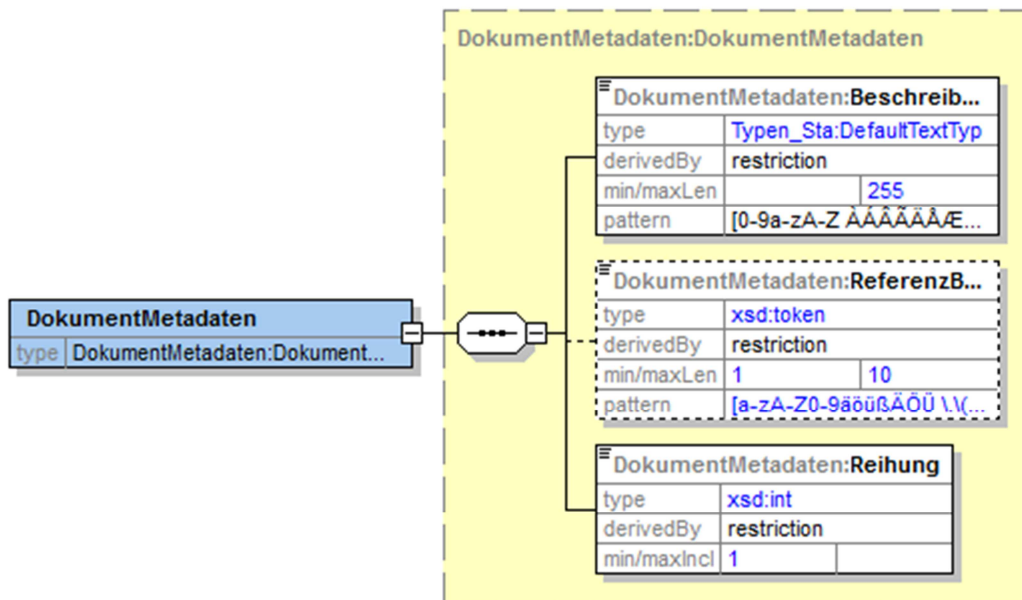 DokumentMetadaten:DokumentMetadaten
DokumentMetadaten:Beschreib...
type Typen_Sta:DefaultTextTyp
derivedBy restriction
min/maxLen 255
pattern [0-9a-zA-Z ÀÁÂÃÄÅÆ...
DokumentMetadaten:ReferenzB...
type xsd:token
derivedBy restriction
min/maxLen 1 10
pattern [a-zA-Z0-9äöüßÄÖÜ \.\(...
DokumentMetadaten
type DokumentMetadaten:Dokument...
DokumentMetadaten:Reihung
type xsd:int
derivedBy restriction
min/maxIncl 1